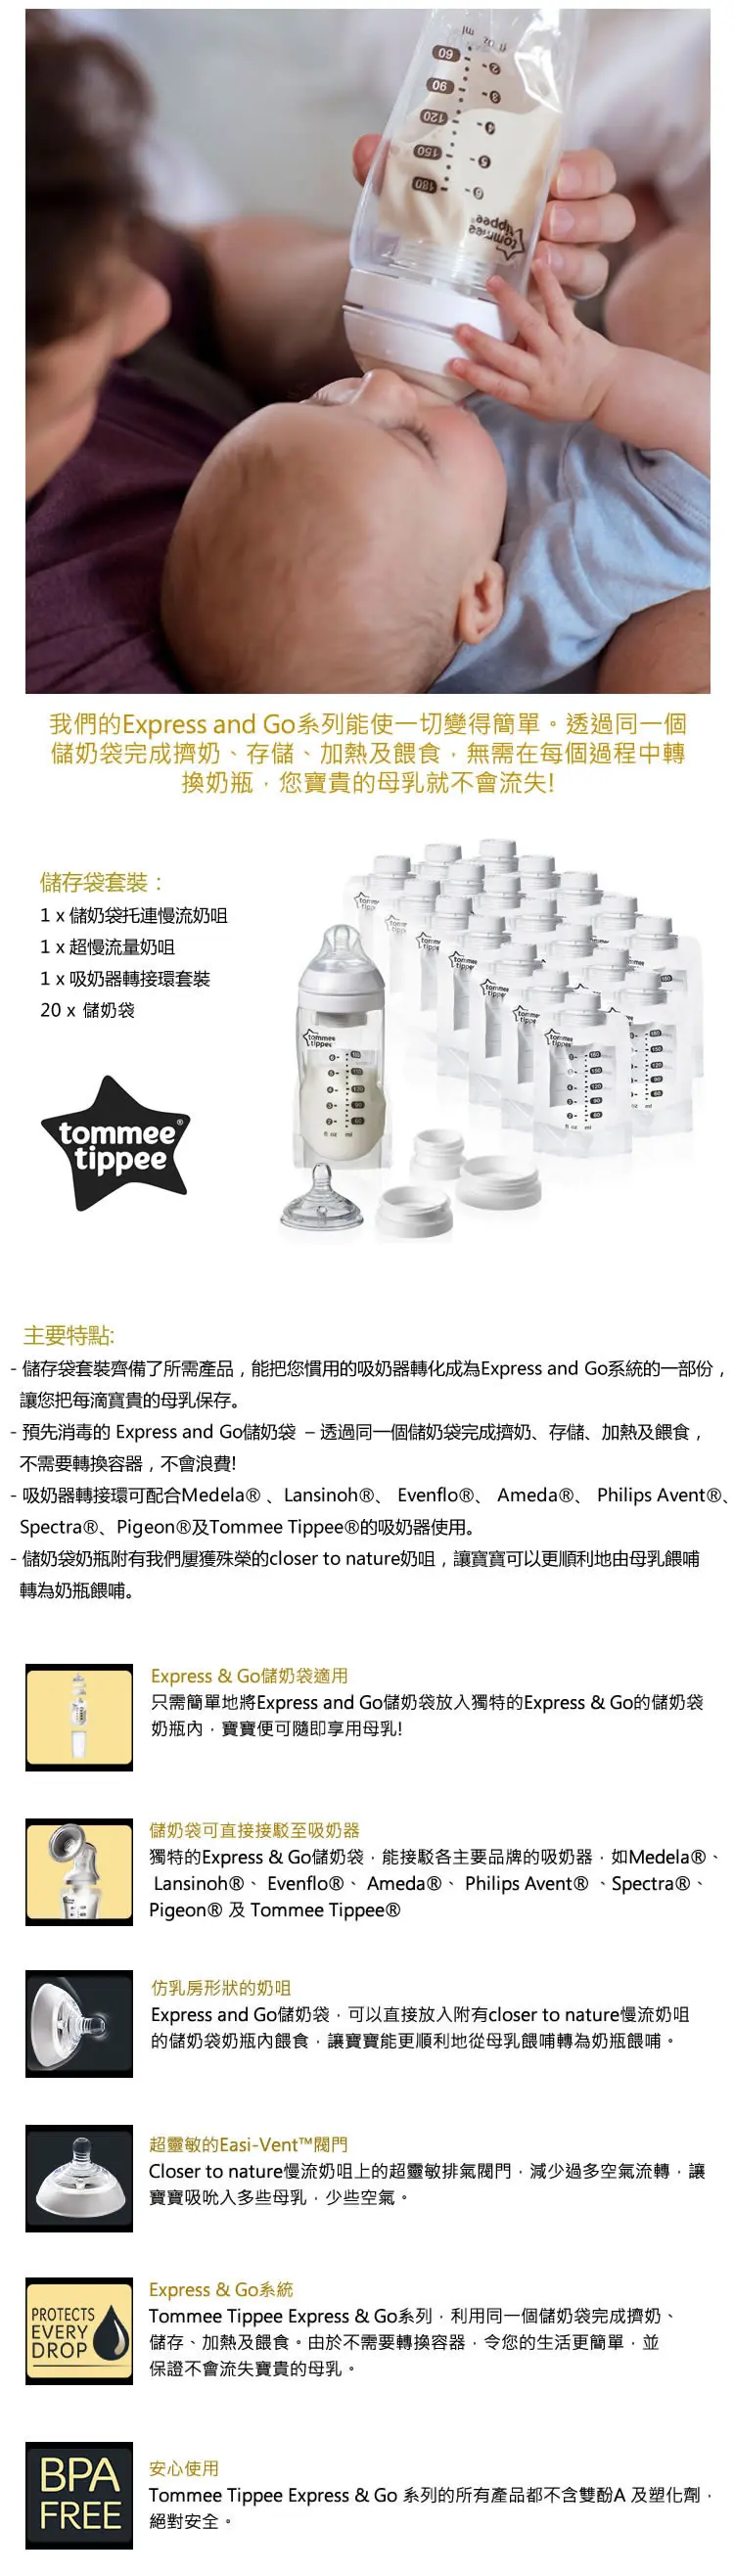 ml
fl oz
60
2
90
3
120
4
150
5
180
6
tommee
tippee
我們的Express and Go系列能使一切變得簡單。透過同一個
儲奶袋完成擠奶、存儲、加熱及餵食，無需在每個過程中轉
換奶瓶，您寶貴的母乳就不會流失!
儲存袋套裝：
1 x 儲奶袋托連慢流奶咀
1 x 超慢流量奶咀
1 x 吸奶器轉接環套裝
20 x 儲奶袋
tommee®
tippee
主要特點:
- 儲存袋套裝齊備了所需產品，能把您慣用的吸奶器轉化成為Express and Go系統的一部份，
讓您把每滴寶貴的母乳保存。
- 預先消毒的 Express and Go儲奶袋 – 透過同一個儲奶袋完成擠奶、存儲、加熱及餵食，
不需要轉換容器，不會浪費!
- 吸奶器轉接環可配合Medela® 、Lansinoh®、 Evenflo®、 Ameda®、 Philips Avent®、
Spectra®、Pigeon®及Tommee Tippee®的吸奶器使用。
- 儲奶袋奶瓶附有我們屢獲殊榮的closer to nature奶咀，讓寶寶可以更順利地由母乳餵哺
轉為奶瓶餵哺。
Express & Go儲奶袋適用
只需簡單地將Express and Go儲奶袋放入獨特的Express & Go的儲奶袋
奶瓶內，寶寶便可隨即享用母乳!
儲奶袋可直接接駁至吸奶器
獨特的Express & Go儲奶袋，能接駁各主要品牌的吸奶器，如Medela®、
Lansinoh®、 Evenflo®、 Ameda®、 Philips Avent® 、Spectra®、
Pigeon® 及 Tommee Tippee®
仿乳房形狀的奶咀
Express and Go儲奶袋，可以直接放入附有closer to nature慢流奶咀
的儲奶袋奶瓶內餵食，讓寶寶能更順利地從母乳餵哺轉為奶瓶餵哺。
超靈敏的Easi-Vent™閥門
Closer to nature慢流奶咀上的超靈敏排氣閥門，減少過多空氣流轉，讓
寶寶吸吮入多些母乳，少些空氣。
PROTECTS
EVERY
DROP
Express & Go系統
Tommee Tippee Express & Go系列，利用同一個儲奶袋完成擠奶、
儲存、加熱及餵食。由於不需要轉換容器，令您的生活更簡單，並
保證不會流失寶貴的母乳。
BPA
FREE
安心使用
Tommee Tippee Express & Go 系列的所有產品都不含雙酚A 及塑化劑，
絕對安全。